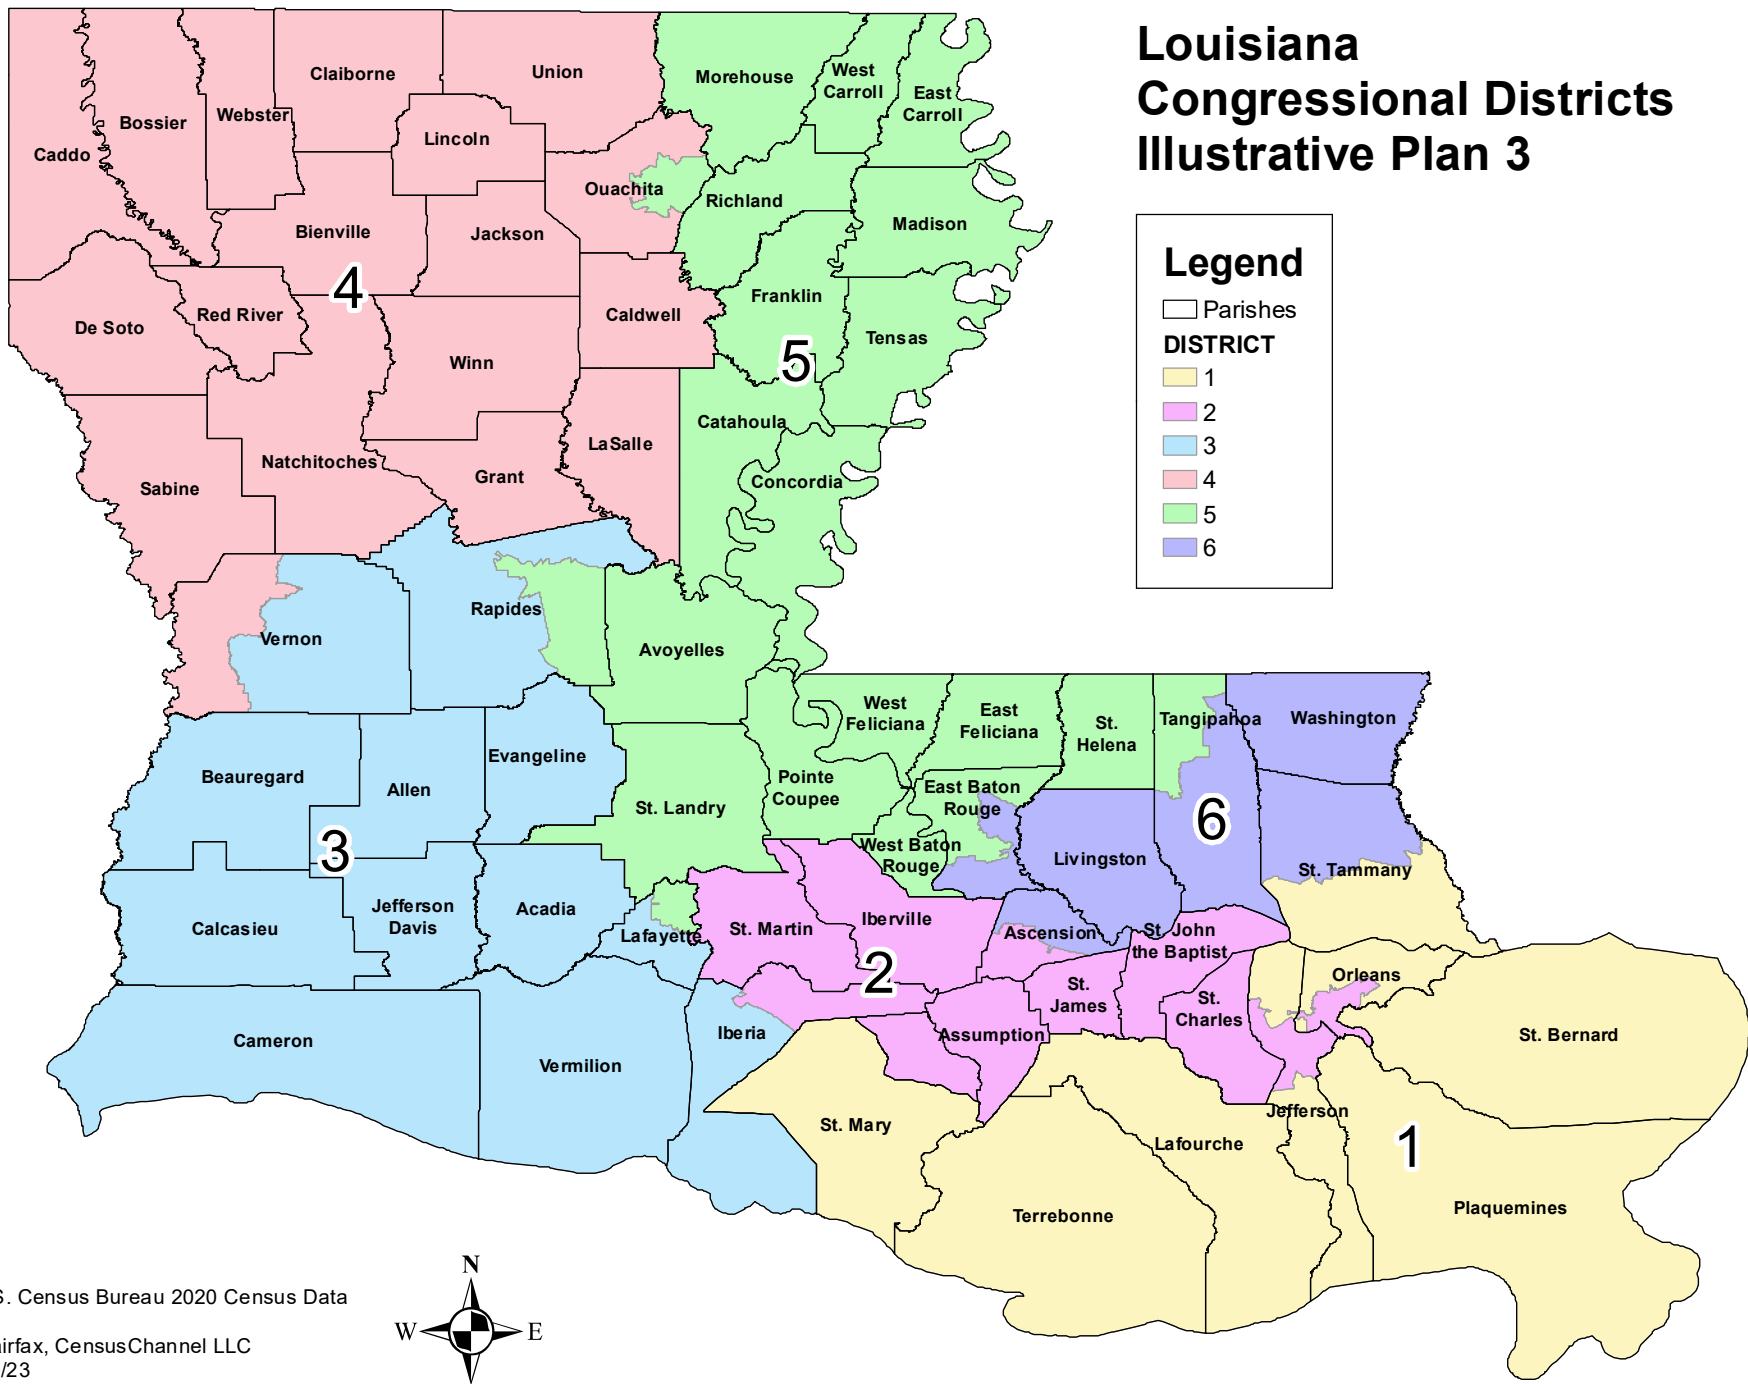 Louisiana
Congressional Districts
Illustrative Plan 3
Legend
Parishes
DISTRICT
1
2
3
4
5
6
Claiborne
Union
Morehouse
West
Carroll
East
Carroll
Bossier
Webster
Lincoln
Caddo
Ouachita
Richland
Madison
Bienville
Jackson
4
Franklin
Red River
Caldwell
De Soto
Tensas
Winn
5
Catahoula
LaSalle
Natchitoches
Grant
Concordia
Sabine
Rapides
Vernon
Avoyelles
West
Feliciana
East
Feliciana
St.
Helena
Tangipahoa
Washington
Evangeline
Beauregard
Allen
Pointe
Coupee
East Baton
Rouge
St. Landry
6
3
West Baton
Rouge
Livingston
St. Tammany
Jefferson
Davis
Acadia
Calcasieu
Lafayette
St. Martin
Iberville
Ascension
St. John
the Baptist
2
Orleans
St.
James
St.
Charles
Iberia
Assumption
St. Bernard
Cameron
Vermilion
Jefferson
St. Mary
Lafourche
1
Terrebonne
Plaquemines
N
W
E
S. Census Bureau 2020 Census Data
airfax, CensusChannel LLC
/23